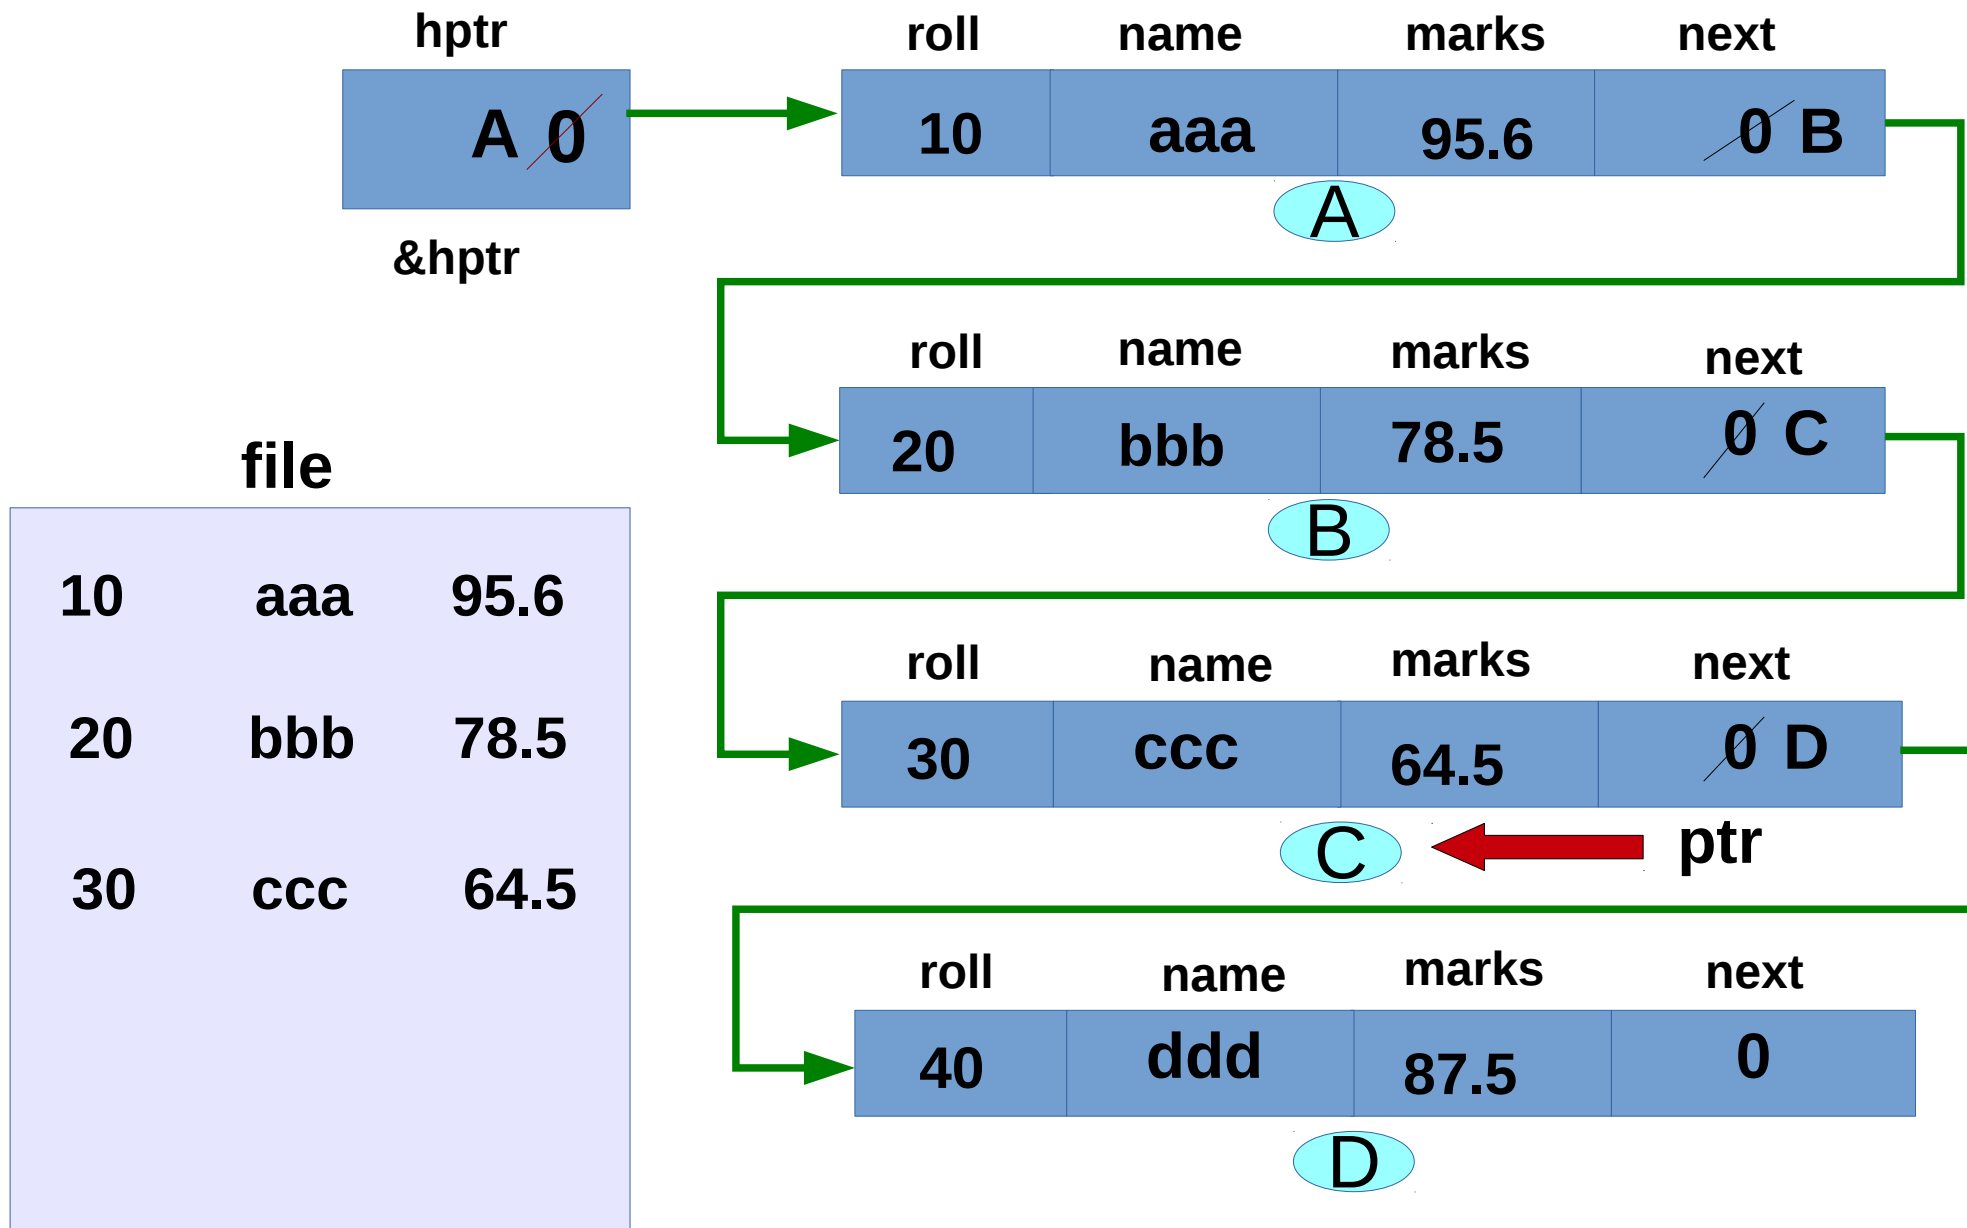 hptr
A 0
&hptr
roll name marks next
10 aaa 95.6 0 B
A
roll name marks next
20 bbb 78.5 0 C
B
file
10 aaa 95.6
20 bbb 78.5
30 ccc 64.5
roll name marks next
30 ccc 64.5 0 D
C ptr
roll name marks next
40 ddd 87.5 0
D